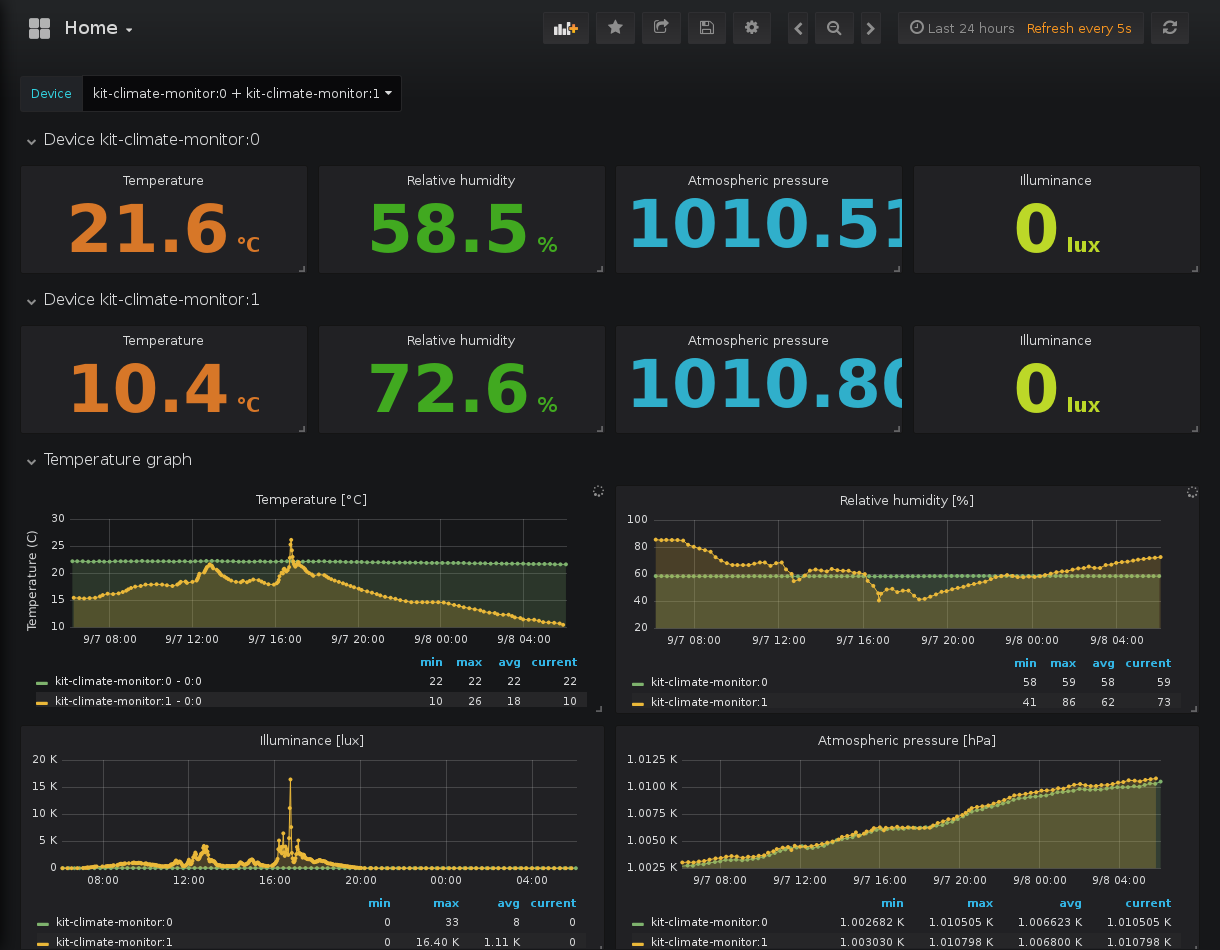 Home
Last 24 hours Refresh every 5s
Device kit-climate-monitor:0 + kit-climate-monitor:1
Device kit-climate-monitor:0
Temperature Relative humidity Atmospheric pressure Illuminance
21.6 °C 58.5 % 1010.51 0 lux
Device kit-climate-monitor:1
Temperature Relative humidity Atmospheric pressure Illuminance
10.4 °C 72.6 % 1010.80 0 lux
Temperature graph
Temperature [°C]
Temperature (C)
30
25
20
15
10
9/7 08:00 9/7 12:00 9/7 16:00 9/7 20:00 9/8 00:00 9/8 04:00
min max avg current
kit-climate-monitor:0 - 0:0 22 22 22 22
kit-climate-monitor:1 - 0:0 10 26 18 10
Relative humidity [%]
100
80
60
40
20
9/7 08:00 9/7 12:00 9/7 16:00 9/7 20:00 9/8 00:00 9/8 04:00
min max avg current
kit-climate-monitor:0 58 59 58 59
kit-climate-monitor:1 41 86 62 73
Illuminance [lux]
20 K
15 K
10 K
5 K
0
08:00 12:00 16:00 20:00 00:00 04:00
min max avg current
kit-climate-monitor:0 0 33 8 0
kit-climate-monitor:1 0 16.40 K 1.11 K 0
Atmospheric pressure [hPa]
1.0125 K
1.0100 K
1.0075 K
1.0050 K
1.0025 K
9/7 08:00 9/7 12:00 9/7 16:00 9/7 20:00 9/8 00:00 9/8 04:00
min max avg current
kit-climate-monitor:0 1.002682 K 1.010505 K 1.006623 K 1.010505 K
kit-climate-monitor:1 1.003030 K 1.010798 K 1.006800 K 1.010798 K